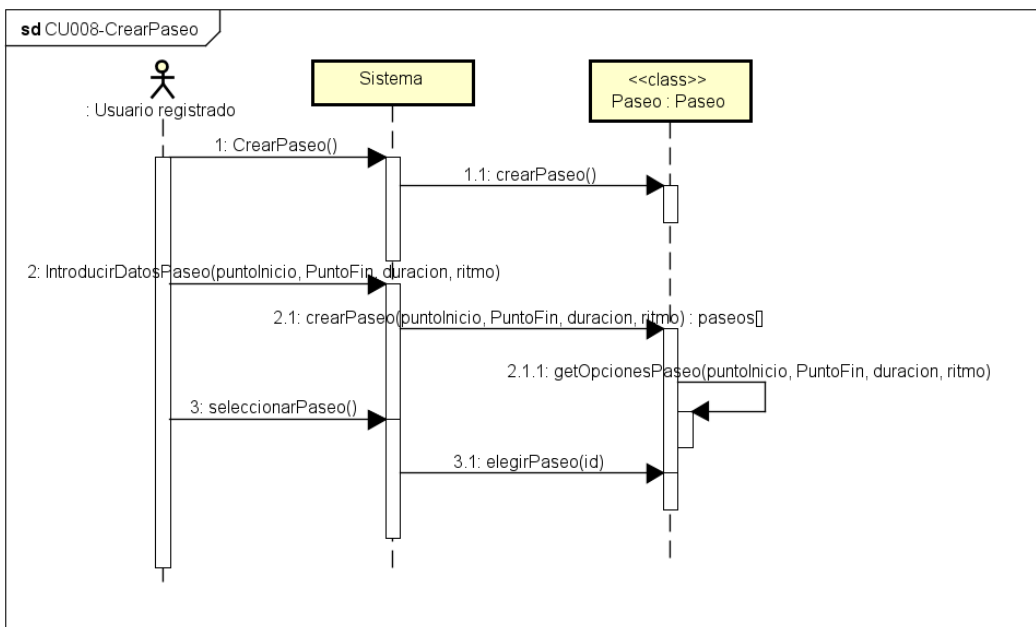 sd CU008-CrearPaseo
: Usuario registrado
Sistema
<<class>>
Paseo : Paseo
1: CrearPaseo()
1.1: crearPaseo()
2: IntroducirDatosPaseo(puntoInicio, PuntoFin, duracion, ritmo)
2.1: crearPaseo(puntoInicio, PuntoFin, duracion, ritmo) : paseos[]
2.1.1: getOpcionesPaseo(puntoInicio, PuntoFin, duracion, ritmo)
3: seleccionarPaseo()
3.1: elegirPaseo(id)